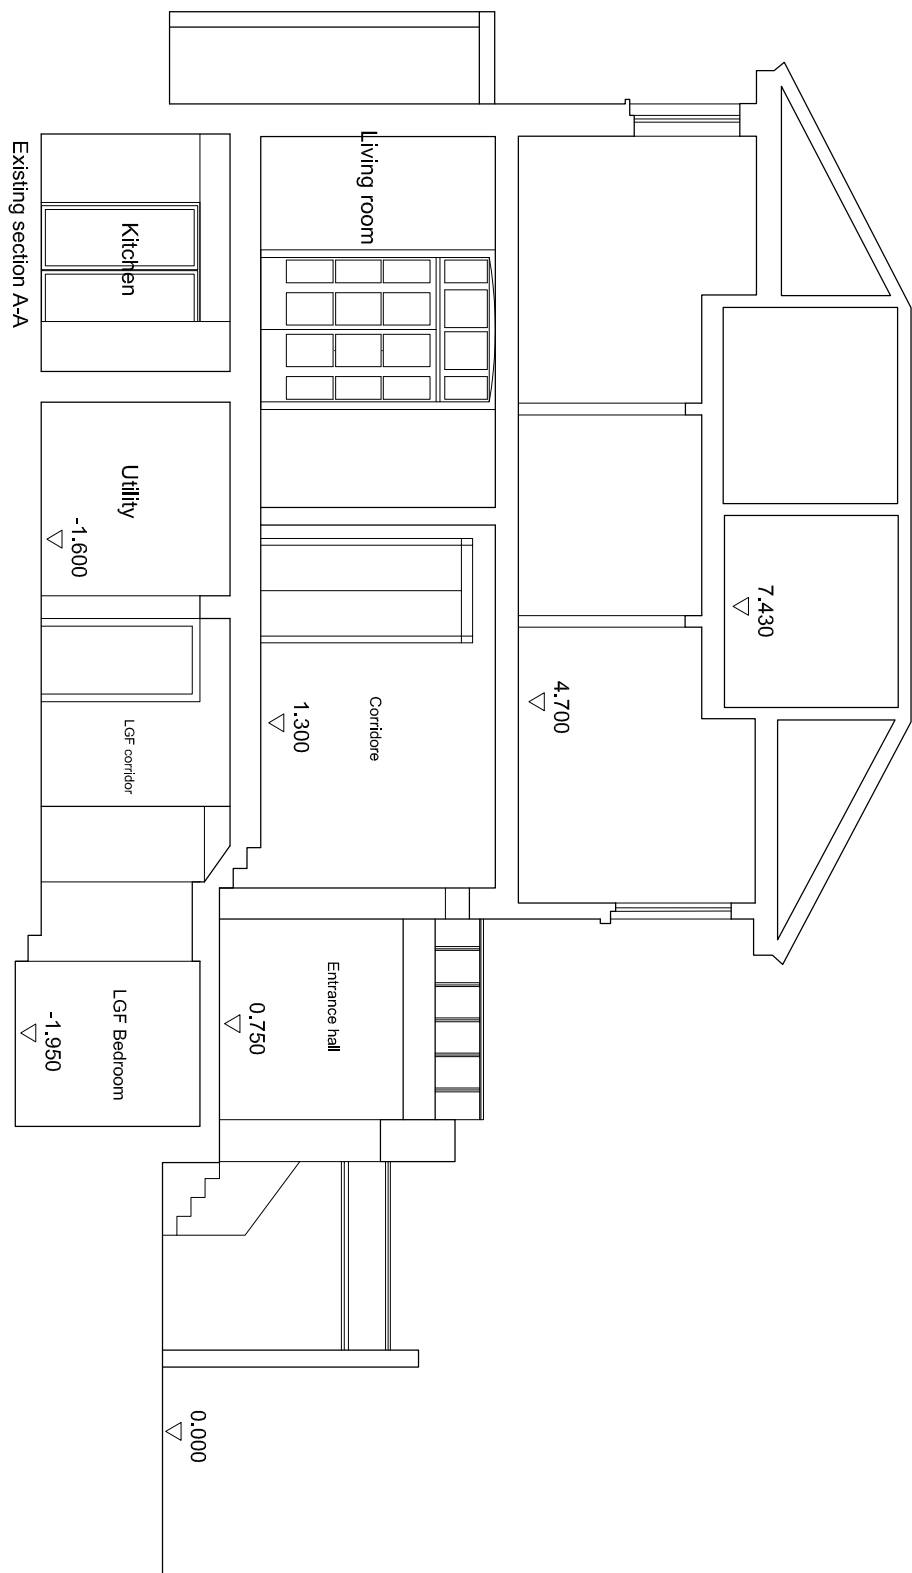 7.430
4.700
Living room
Corridore
1.300
Entrance hall
0.750
0.000
Kitchen
Utility
-1.600
LGF corridor
LGF Bedroom
-1.950
Existing section A-A